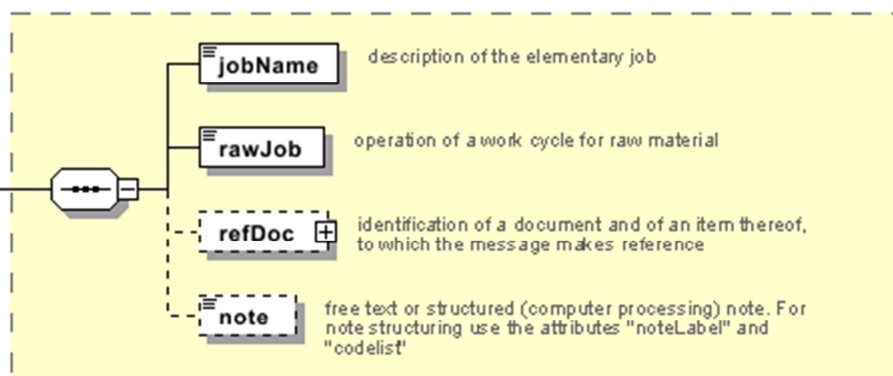 jobName
description of the elementary job
rawJob
operation of a work cycle for raw material
refDoc
identification of a document and of an item thereof,
to which the message makes reference
note
free text or structured (computer processing) note. For
note structuring use the attributes "noteLabel" and
"codelist"